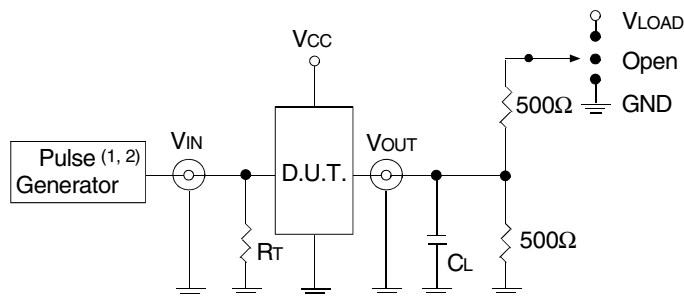 VLOAD
VCC
Open
500Ω
GND
VIN
VOUT
Pulse (1, 2)
Generator
D.U.T.
RT
CL
500Ω